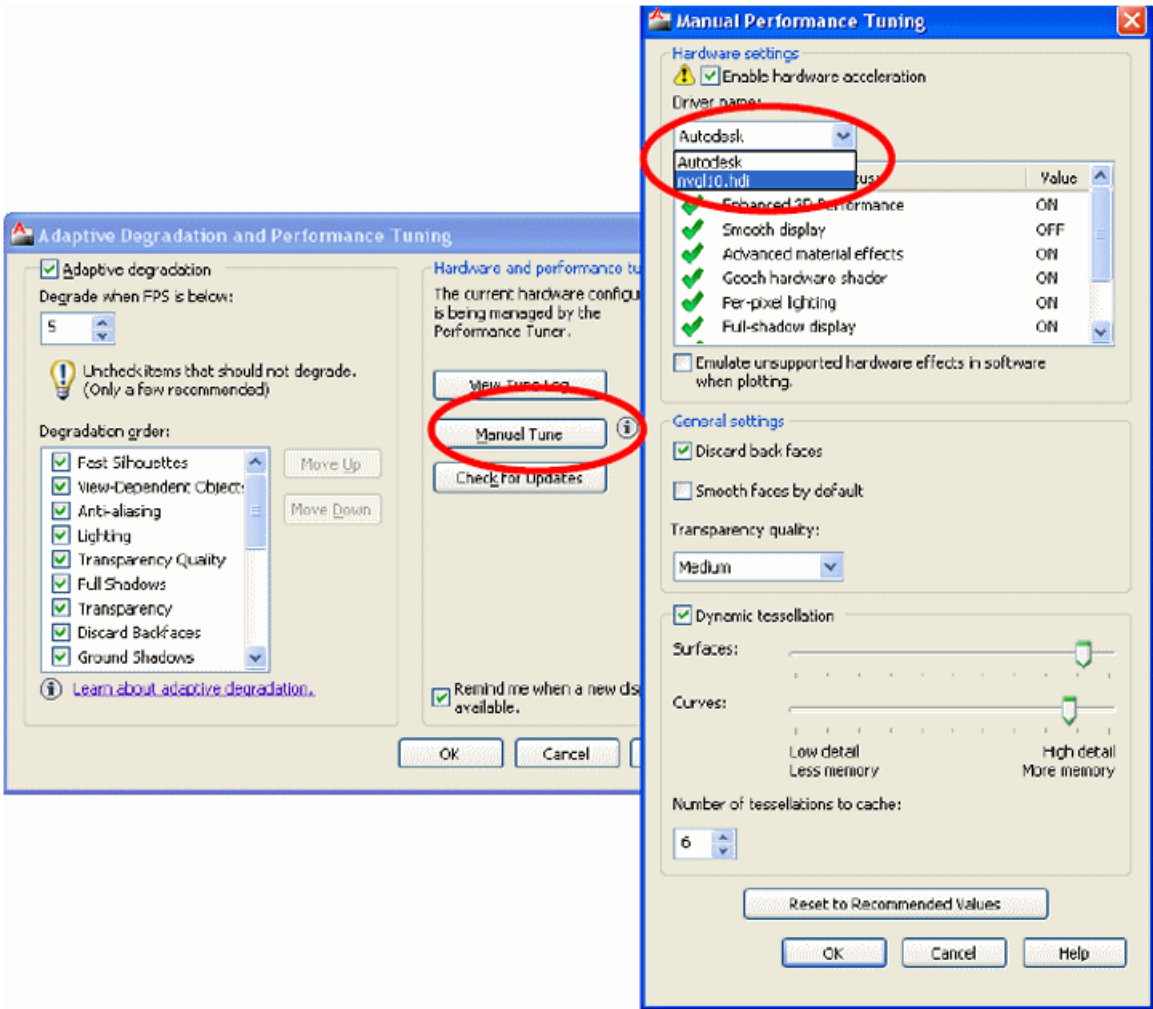 Adaptive Degradation and Performance Tuning
Adaptive degradation
Degrade when FPS is below:
5
Uncheck items that should not degrade.
(Only a few recommended)
Degradation order:
Fast Silhouettes
View-Dependent Object
Anti-aliasing
Lighting
Transparency Quality
Full Shadows
Transparency
Discard Backfaces
Ground Shadows
Move Up
Move Down
Learn about adaptive degradation.
Hardware and performance tu
The current hardware configu
is being managed by the
Performance Tuner.
View Tune Log
Manual Tune
Check for Updates
Remind me when a new dis
available.
OK
Cancel
Manual Performance Tuning
Hardware settings
Enable hardware acceleration
Driver name:
Autodesk
Autodesk
nvgl10.hdi
Value
Enhanced 3D Performance ON
Smooth display OFF
Advanced material effects ON
Gooch hardware shader ON
Per-pixel lighting ON
Full-shadow display ON
Emulate unsupported hardware effects in software
when plotting.
General settings
Discard back faces
Smooth faces by default
Transparency quality:
Medium
Dynamic tessellation
Surfaces:
Curves:
Low detail High detail
Less memory More memory
Number of tessellations to cache:
6
Reset to Recommended Values
OK Cancel Help